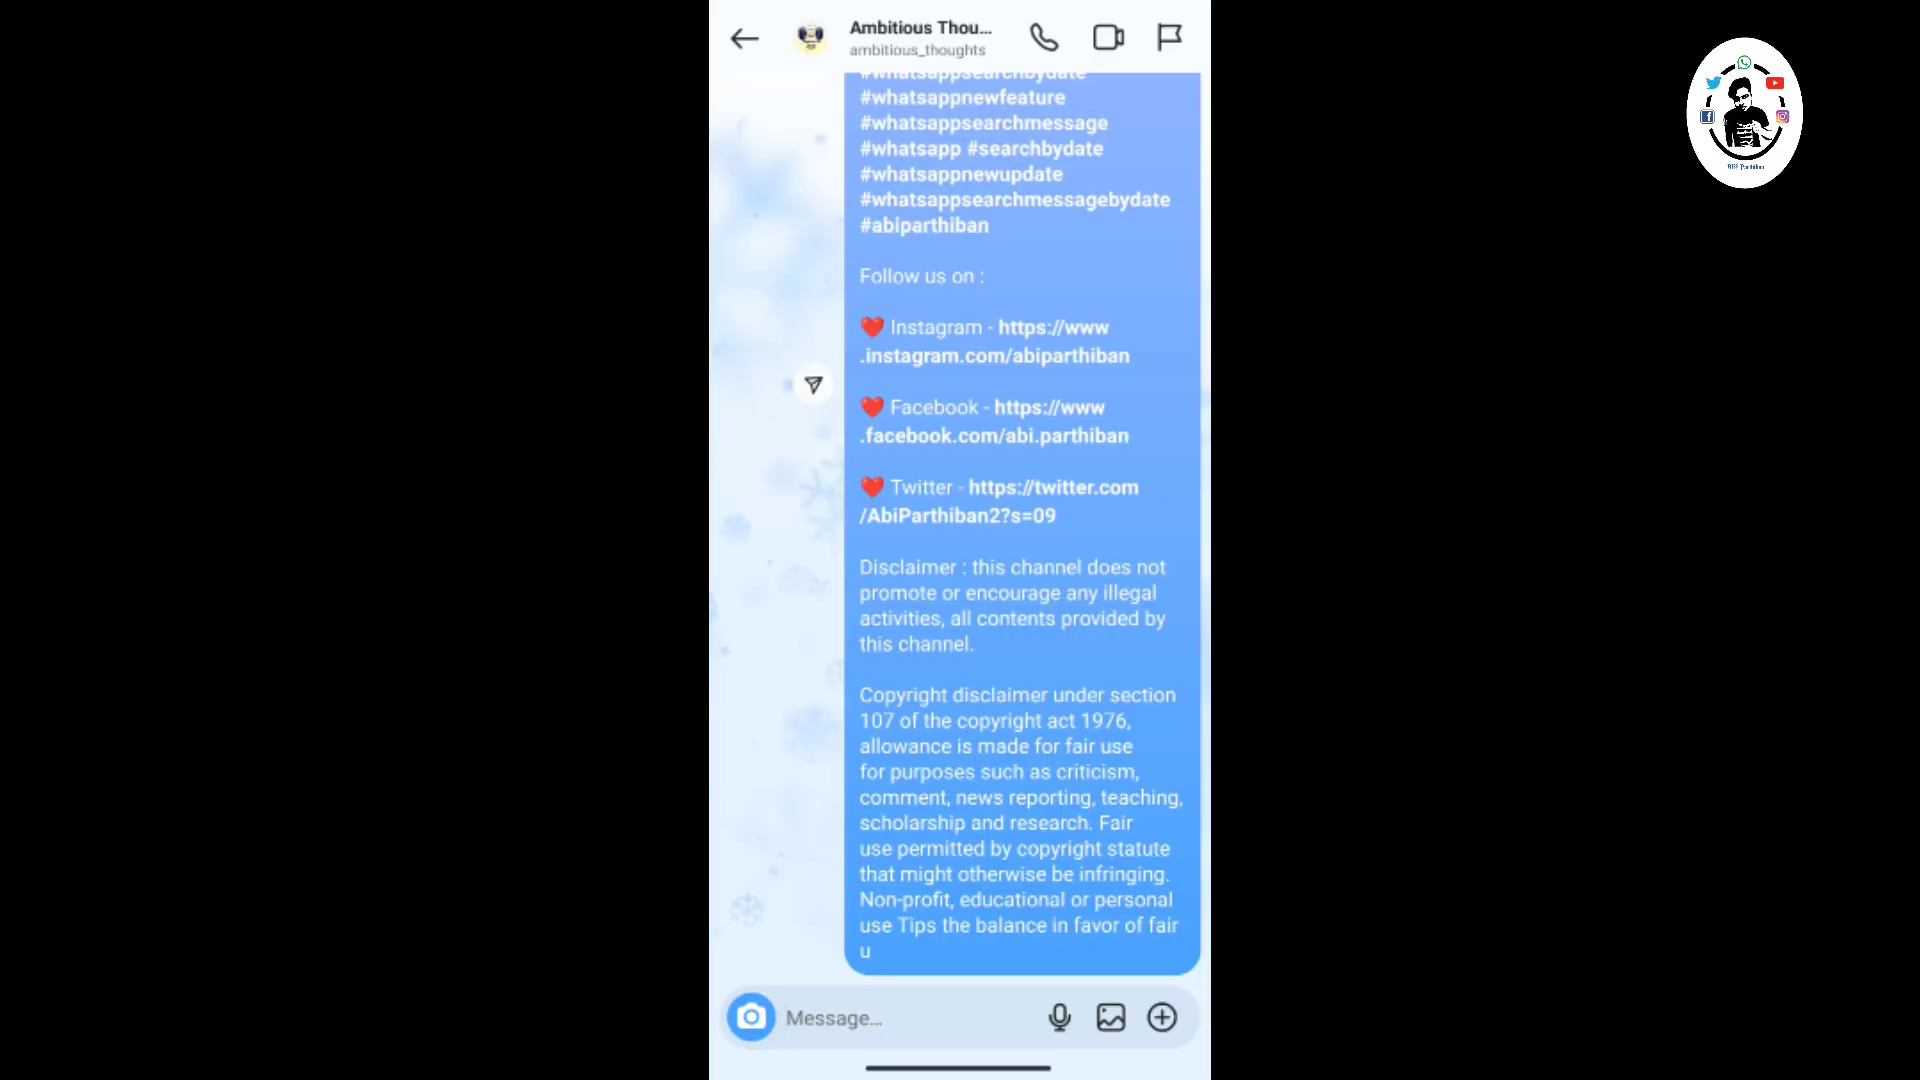 Ambitious Thou...
ambitious_thoughts
#whatsappsearchbydate
#whatsappnewfeature
#whatsappsearchmessage
#whatsapp #searchbydate
#whatsappnewupdate
#whatsappsearchmessagebydate
#abiparthiban
Follow us on :
❤️ Instagram - https://www
.instagram.com/abiparthiban
❤️ Facebook - https://www
.facebook.com/abi.parthiban
❤️ Twitter - https://twitter.com
/AbiParthiban2?s=09
Disclaimer : this channel does not
promote or encourage any illegal
activities, all contents provided by
this channel.
Copyright disclaimer under section
107 of the copyright act 1976,
allowance is made for fair use
for purposes such as criticism,
comment, news reporting, teaching,
scholarship and research. Fair
use permitted by copyright statute
that might otherwise be infringing.
Non-profit, educational or personal
use Tips the balance in favor of fair
u
Message...